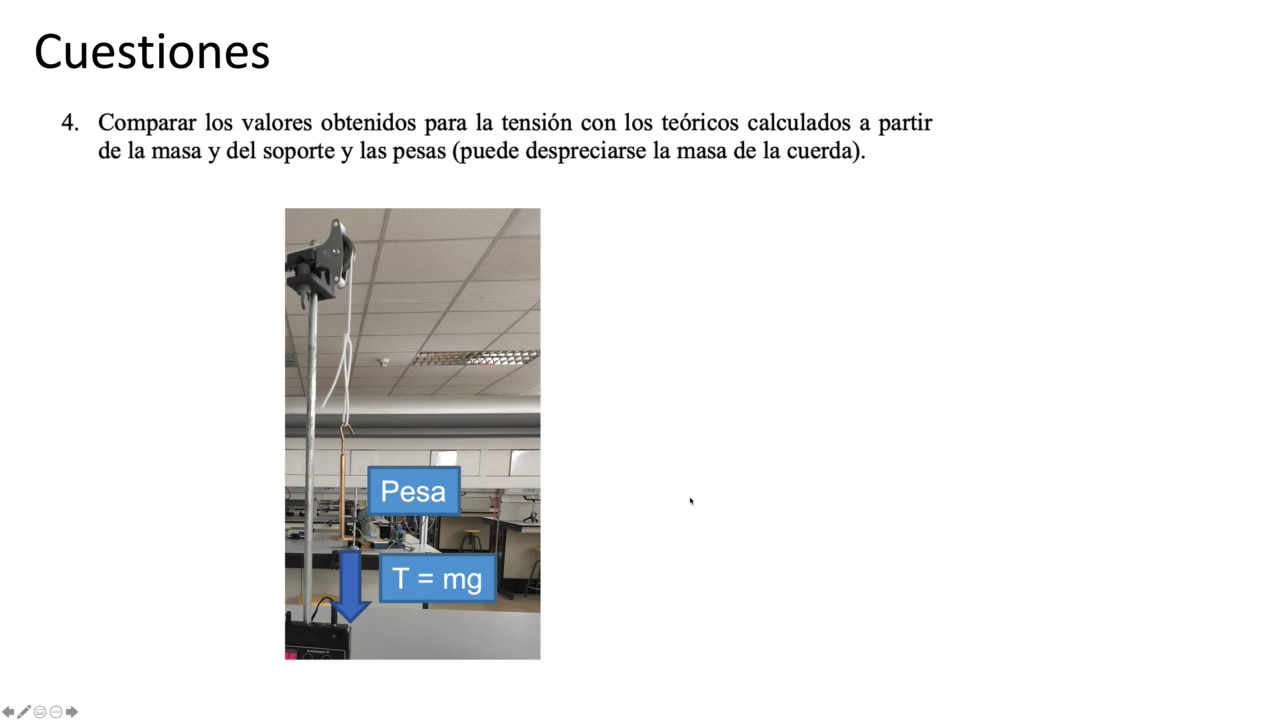 Cuestiones
4. Comparar los valores obtenidos para la tensión con los teóricos calculados a partir
de la masa y del soporte y las pesas (puede despreciarse la masa de la cuerda).
Pesa
T = mg